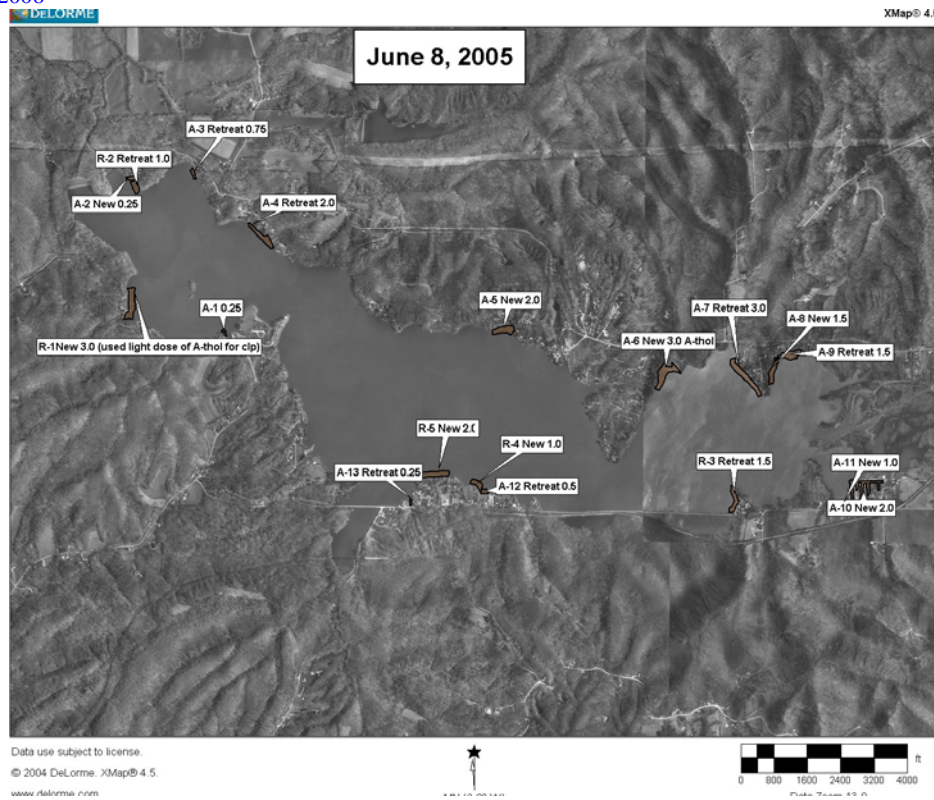 2006
DELORME
XMap® 4.5
June 8, 2005
A-3 Retreat 0.75
R-2 Retreat 1.0
A-2 New 0.25
A-4 Retreat 2.0
A-5 New 2.0
A-7 Retreat 3.0
A-8 New 1.5
A-1 0.25
A-6 New 3.0 A-thol
R-1New 3.0 (used light dose of A-thol for clp)
A-9 Retreat 1.5
R-5 New 2.(
R-4 New 1.0
A-13 Retreat 0.25
R-3 Retreat 1.5
A-11 New 1.0
A-12 Retreat 0.5
A-10 New 2.0
Data use subject to license.
© 2004 DeLorme. XMap® 4.5.
www.delorme.com
ft
0 800 1600 2400 3200 4000
Data Zoom 13-0